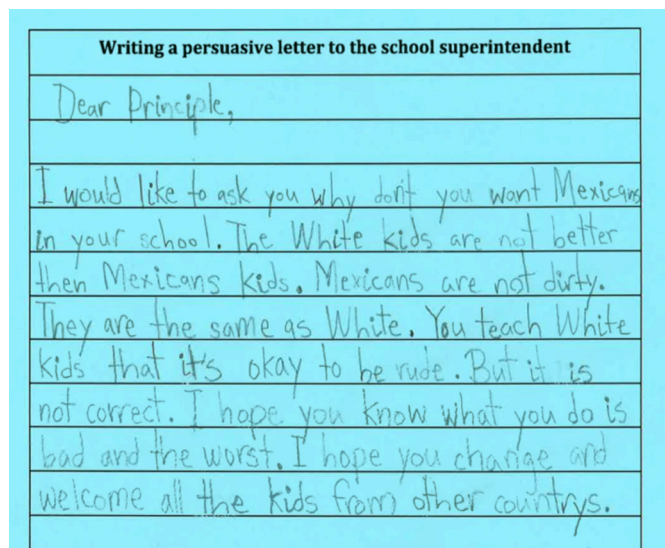 Writing a persuasive letter to the school superintendent
Dear Principle,
I would like to ask you why don't you want Mexicans
in your school. The White kids are not better
then Mexicans kids. Mexicans are not dirty.
They are the same as White. You teach White
kids that it's okay to be rude. But it is
not correct. I hope you know what you do is
bad and the worst. I hope you change and
welcome all the kids from other countrys.